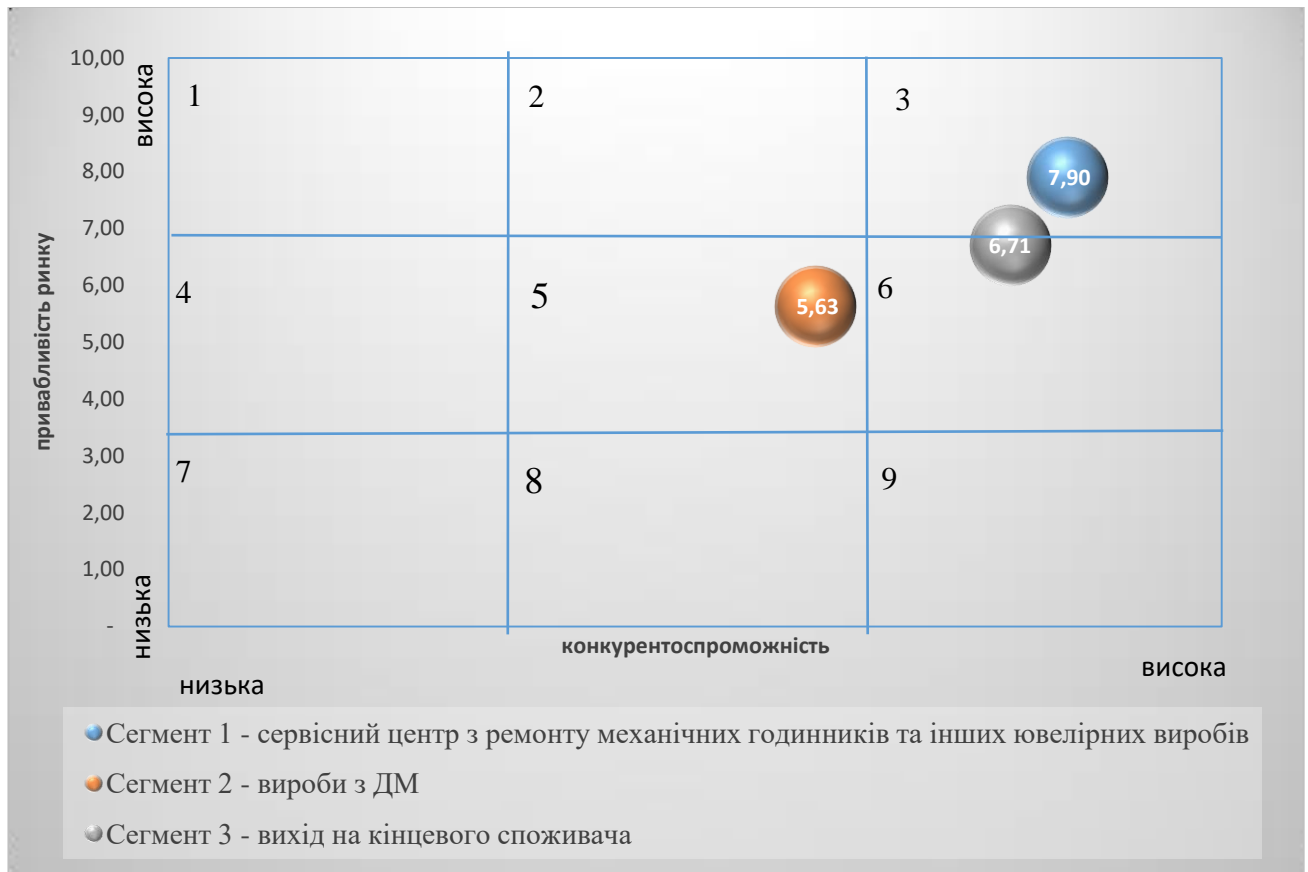 10,00
9,00
8,00
7,00
6,00
5,00
4,00
3,00
2,00
1,00
-
висока
привабливість ринку
низька
1
2
3
7,90
6,71
4
5
5,63
6
7
8
9
конкурентоспроможність
низька
висока
Сегмент 1 - сервісний центр з ремонту механічних годинників та інших ювелірних виробів
Сегмент 2 - вироби з ДМ
Сегмент 3 - вихід на кінцевого споживача